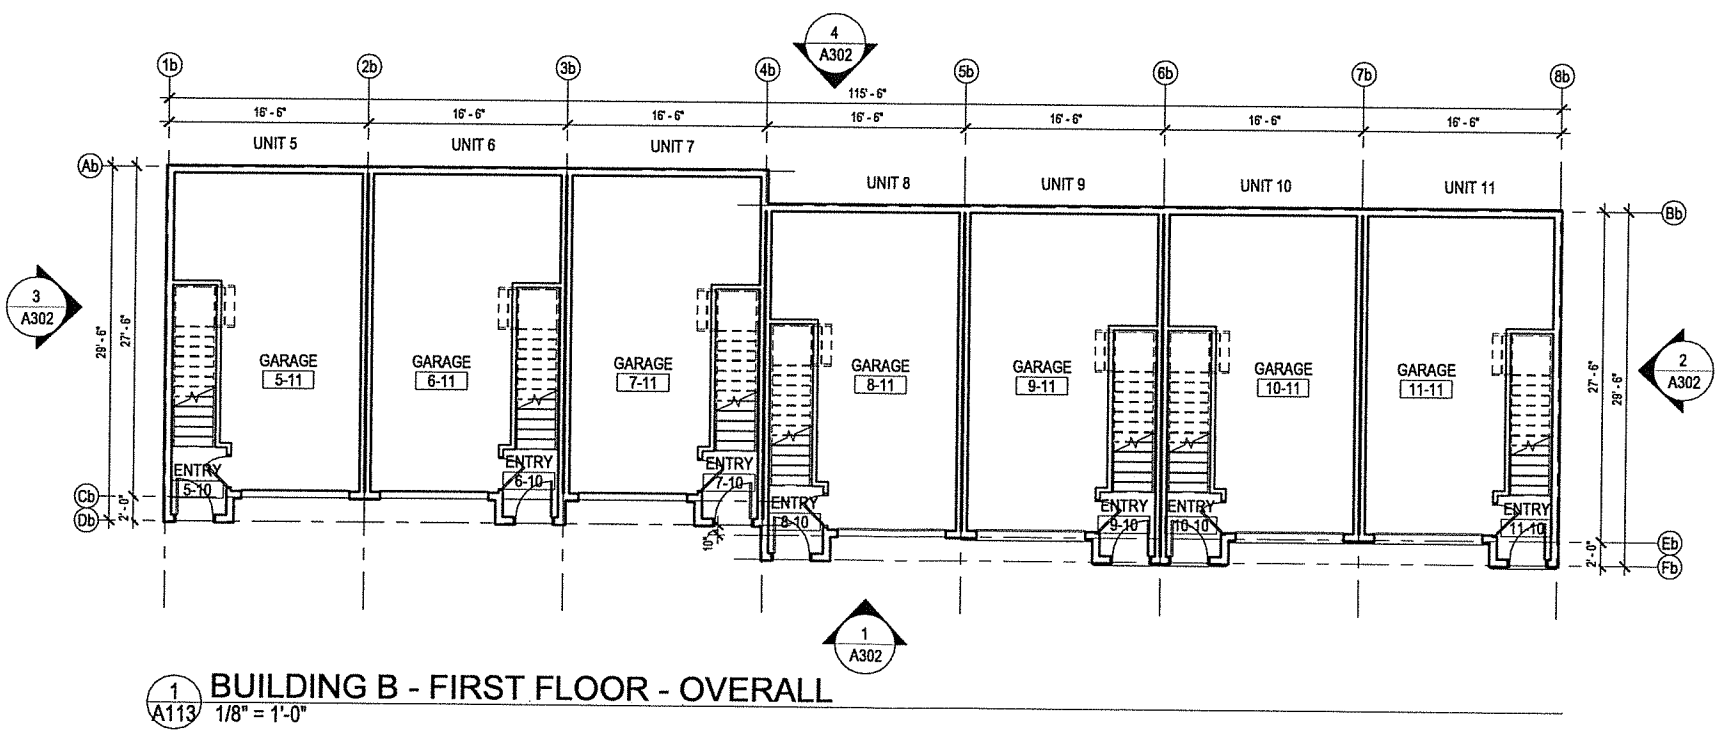 4
A302
1b
2b
3b
4b
5b
6b
7b
8b
115' - 6"
16' - 6"
16' - 6"
16' - 6"
16' - 6"
16' - 6"
16' - 6"
16' - 6"
UNIT 5
UNIT 6
UNIT 7
UNIT 8
UNIT 9
UNIT 10
UNIT 11
Ab
Bb
3
A302
29' - 6"
27' - 6"
2' - 0"
GARAGE
5-11
GARAGE
6-11
GARAGE
7-11
GARAGE
8-11
GARAGE
9-11
GARAGE
10-11
GARAGE
11-11
27' - 6"
29' - 6"
2' - 0"
2
A302
ENTRY
5-10
ENTRY
6-10
ENTRY
7-10
ENTRY
8-10
ENTRY
9-10
ENTRY
10-10
ENTRY
11-10
Cb
Db
10"
Eb
Fb
1
A302
1
A113
BUILDING B - FIRST FLOOR - OVERALL
1/8" = 1'-0"